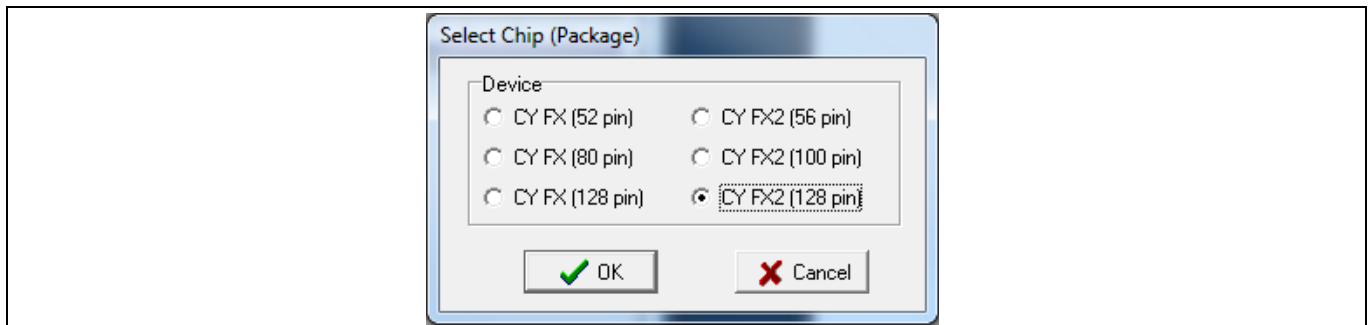 Select Chip (Package)
Device
CY FX (52 pin) CY FX2 (56 pin)
CY FX (80 pin) CY FX2 (100 pin)
CY FX (128 pin) CY FX2 (128 pin)
OK Cancel